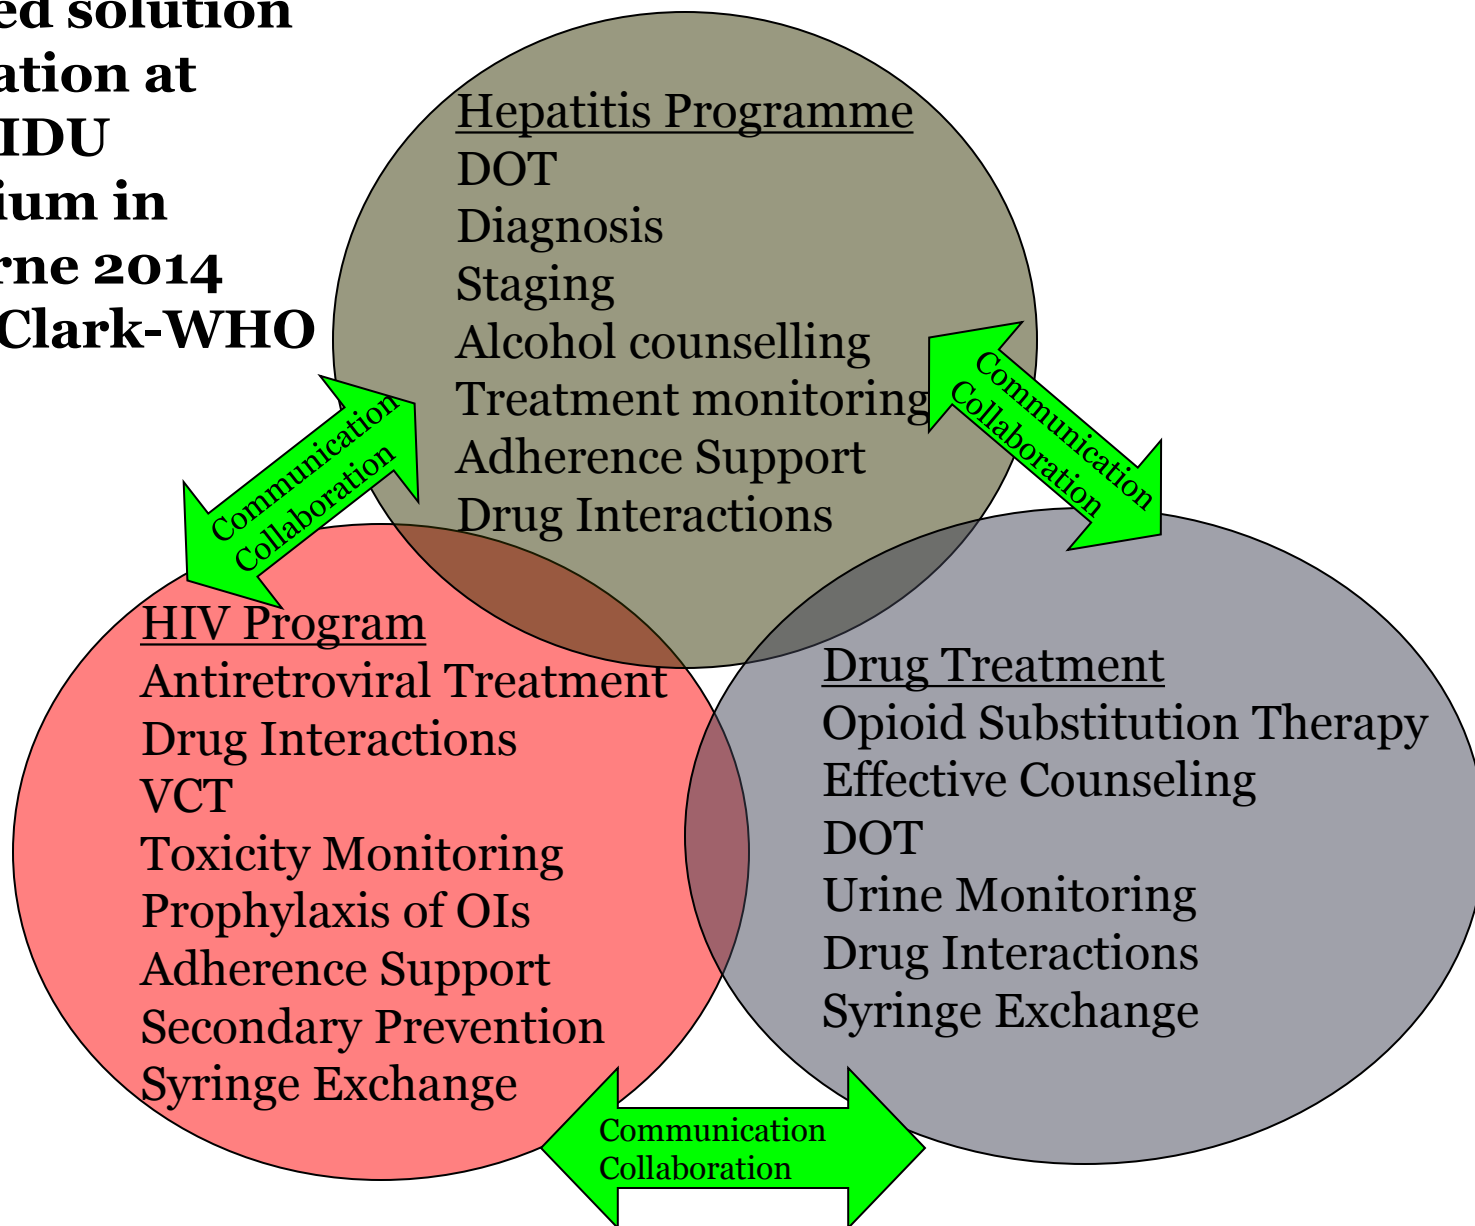 ed solution
ation at
IDU
ium in
rne 2014
Clark-WHO
Hepatitis Programme
DOT
Diagnosis
Staging
Alcohol counselling
Treatment monitoring
Adherence Support
Drug Interactions
Communication
Collaboration
Communication
Collaboration
HIV Program
Antiretroviral Treatment
Drug Interactions
VCT
Toxicity Monitoring
Prophylaxis of OIs
Adherence Support
Secondary Prevention
Syringe Exchange
Drug Treatment
Opioid Substitution Therapy
Effective Counseling
DOT
Urine Monitoring
Drug Interactions
Syringe Exchange
Communication
Collaboration